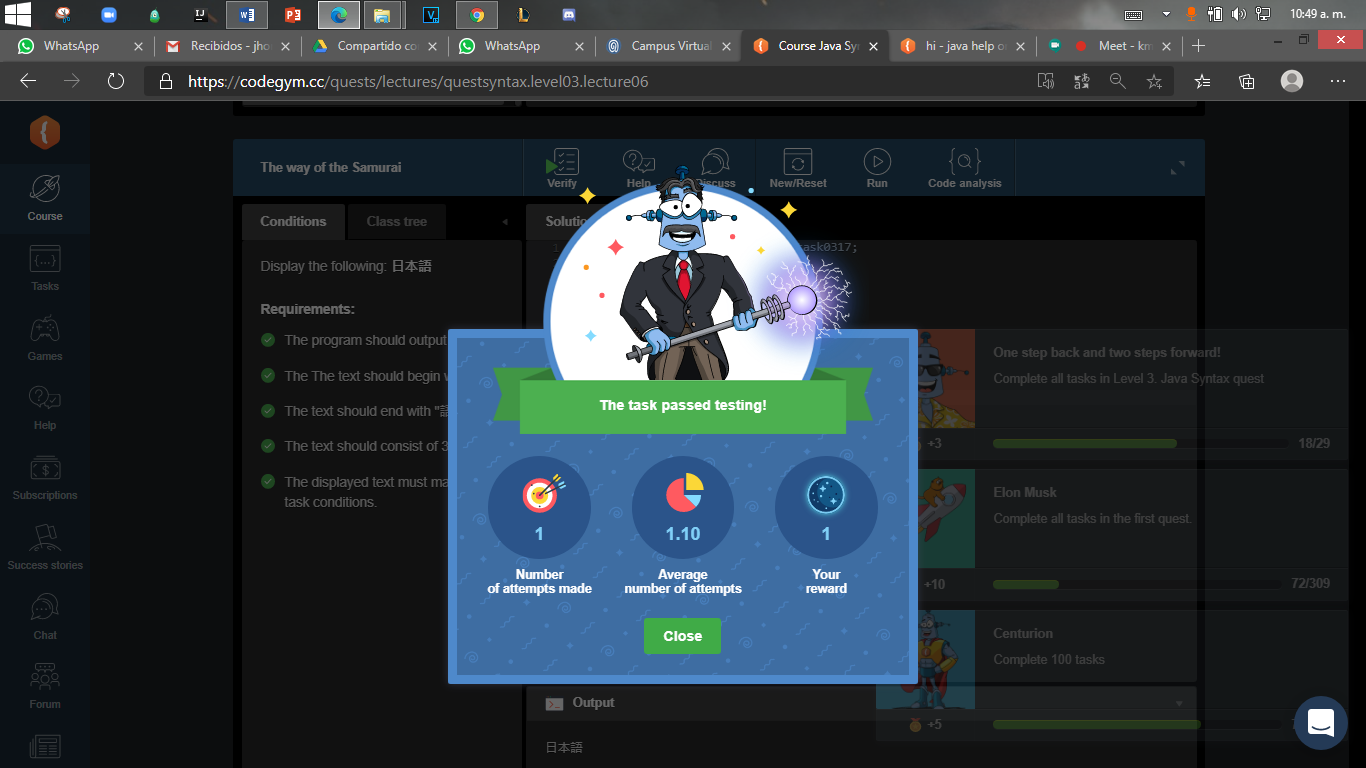 10:49 a. m.
WhatsApp
Recibidos - jho
Compartido co
WhatsApp
Campus Virtual
Course Java Syn
hi - java help on
Meet - km
https://codegym.cc/quests/lectures/questsyntax.level03.lecture06
The way of the Samurai
Verify
Help
Discuss
New/Reset
Run
Code analysis
Course
Tasks
Games
Help
Subscriptions
Success stories
Chat
Forum
Conditions
Class tree
Solution
1
task0317;
Display the following: 日本語
Requirements:
The program should output
The The text should begin w
The text should end with "語
The text should consist of 3
The displayed text must ma
task conditions.
The task passed testing!
1
Number
of attempts made
1.10
Average
number of attempts
1
Your
reward
Close
One step back and two steps forward!
Complete all tasks in Level 3. Java Syntax quest
+3
18/29
Elon Musk
Complete all tasks in the first quest.
+10
72/309
Centurion
Complete 100 tasks
+5
Output
日本語